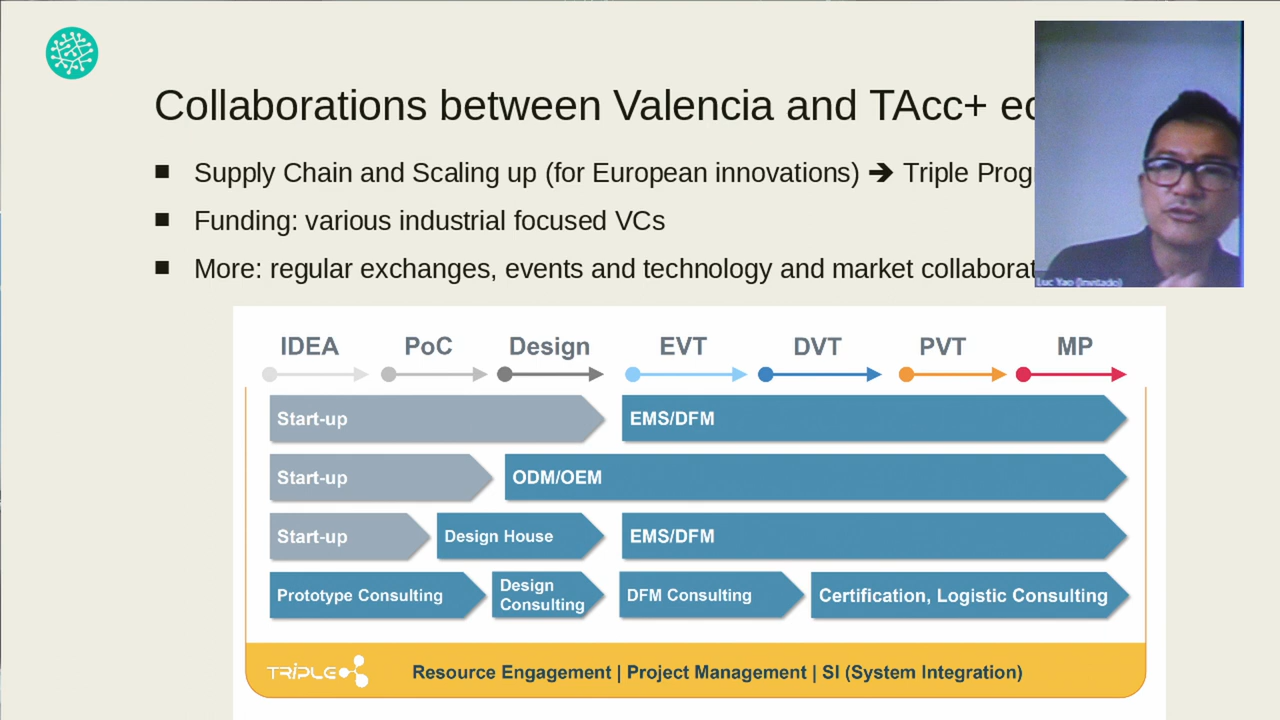 Collaborations between Valencia and TAcc+ ec
■ Supply Chain and Scaling up (for European innovations) ➔ Triple Prog
■ Funding: various industrial focused VCs
■ More: regular exchanges, events and technology and market collaborat
Luc Yao (Invitado)
IDEA PoC Design EVT DVT PVT MP
Start-up EMS/DFM
Start-up ODM/OEM
Start-up Design House EMS/DFM
Prototype Consulting Design Consulting DFM Consulting Certification, Logistic Consulting
TRIPLE Resource Engagement | Project Management | SI (System Integration)